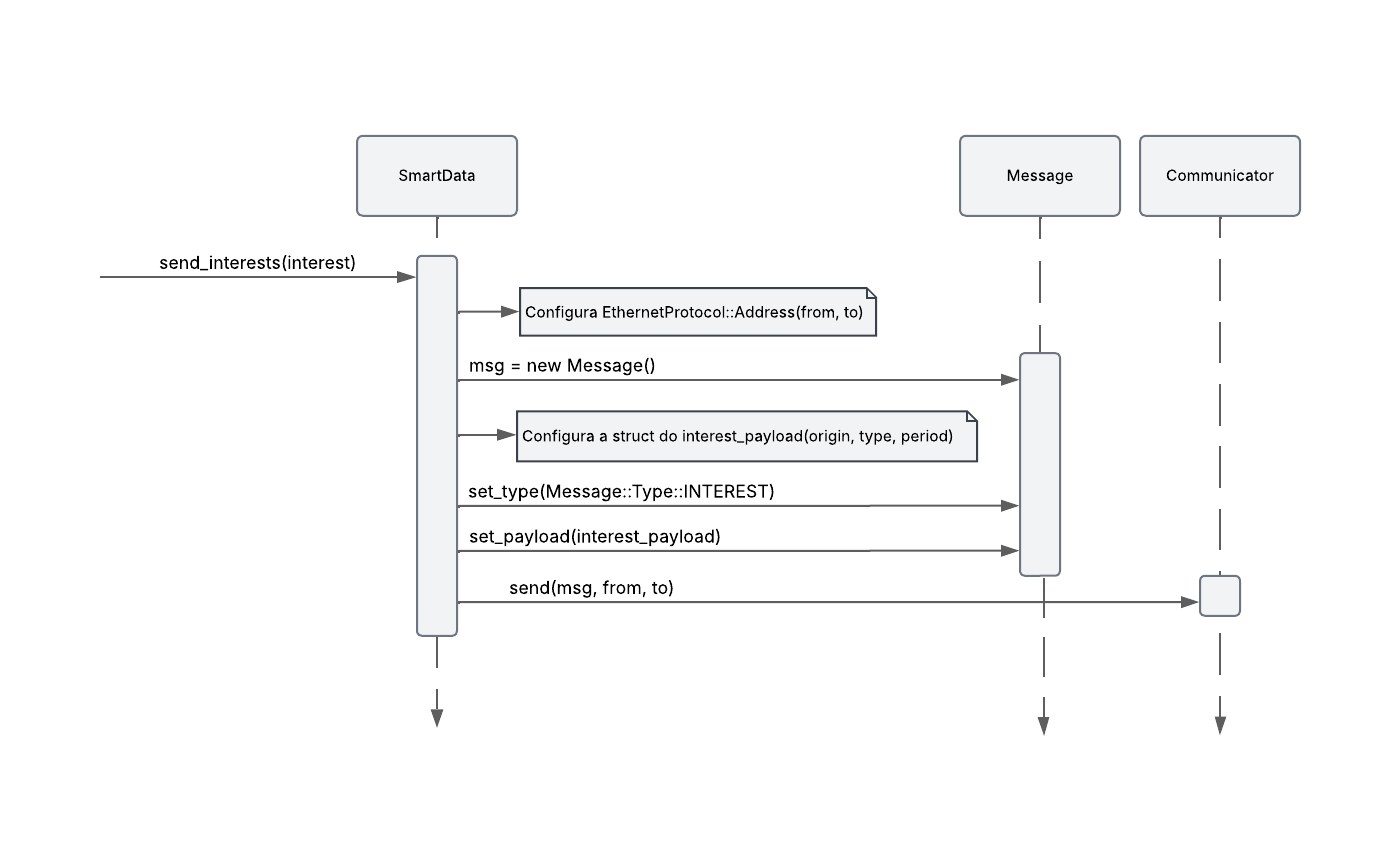 SmartData
Message
Communicator
send_interests(interest)
Configura EthernetProtocol::Address(from, to)
msg = new Message()
Configura a struct do interest_payload(origin, type, period)
set_type(Message::Type::INTEREST)
set_payload(interest_payload)
send(msg, from, to)